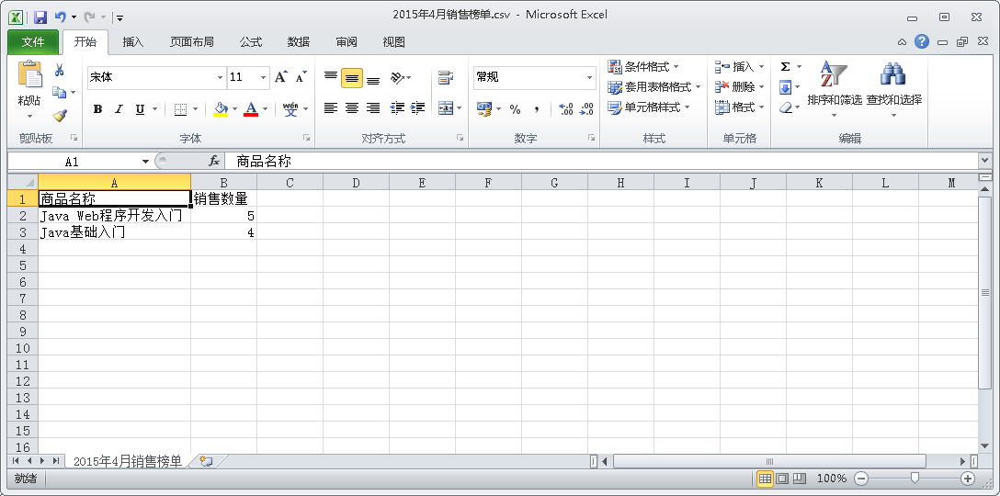 2015年4月销售榜单.csv - Microsoft Excel
文件 开始 插入 页面布局 公式 数据 审阅 视图
宋体 11 常规 条件格式 插入 Σ
粘贴 套用表格格式 删除 排序和筛选 查找和选择
B I U wén 文 % , .00 .0 单元格样式 格式
剪贴板 字体 对齐方式 数字 样式 单元格 编辑
A1 fx 商品名称
A B C D E F G H I J K L M
1 商品名称 销售数量
2 Java Web程序开发入门 5
3 Java基础入门 4
4
5
6
7
8
9
10
11
12
13
14
15
16
2015年4月销售榜单
就绪 100%